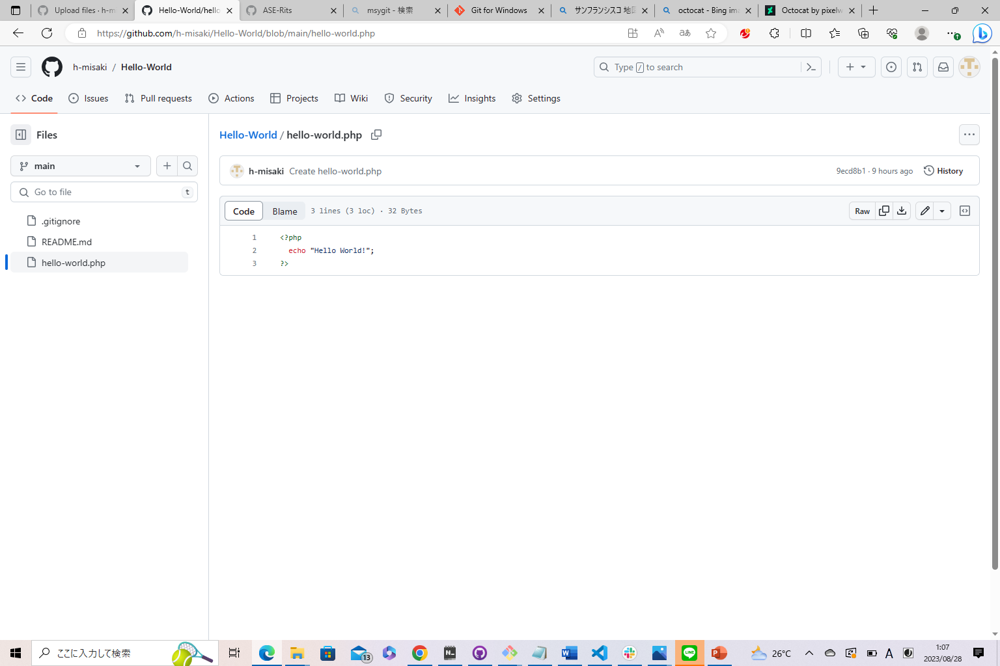 Upload files · h-m
Hello-World/hello
ASE-Rits
msygit - 検索
Git for Windows
サンフランシスコ 地図
octocat - Bing ima
Octocat by pixelw
https://github.com/h-misaki/Hello-World/blob/main/hello-world.php
h-misaki / Hello-World
Type / to search
Code
Issues
Pull requests
Actions
Projects
Wiki
Security
Insights
Settings
Files
Hello-World / hello-world.php
main
h-misaki Create hello-world.php
9ecd8b1 · 9 hours ago
History
Go to file
t
Code
Blame
3 lines (3 loc) · 32 Bytes
Raw
.gitignore
README.md
hello-world.php
1 <?php
2 echo "Hello World!";
3 ?>
ここに入力して検索
13
N_
LINE
26°C
A
1:07
2023/08/28